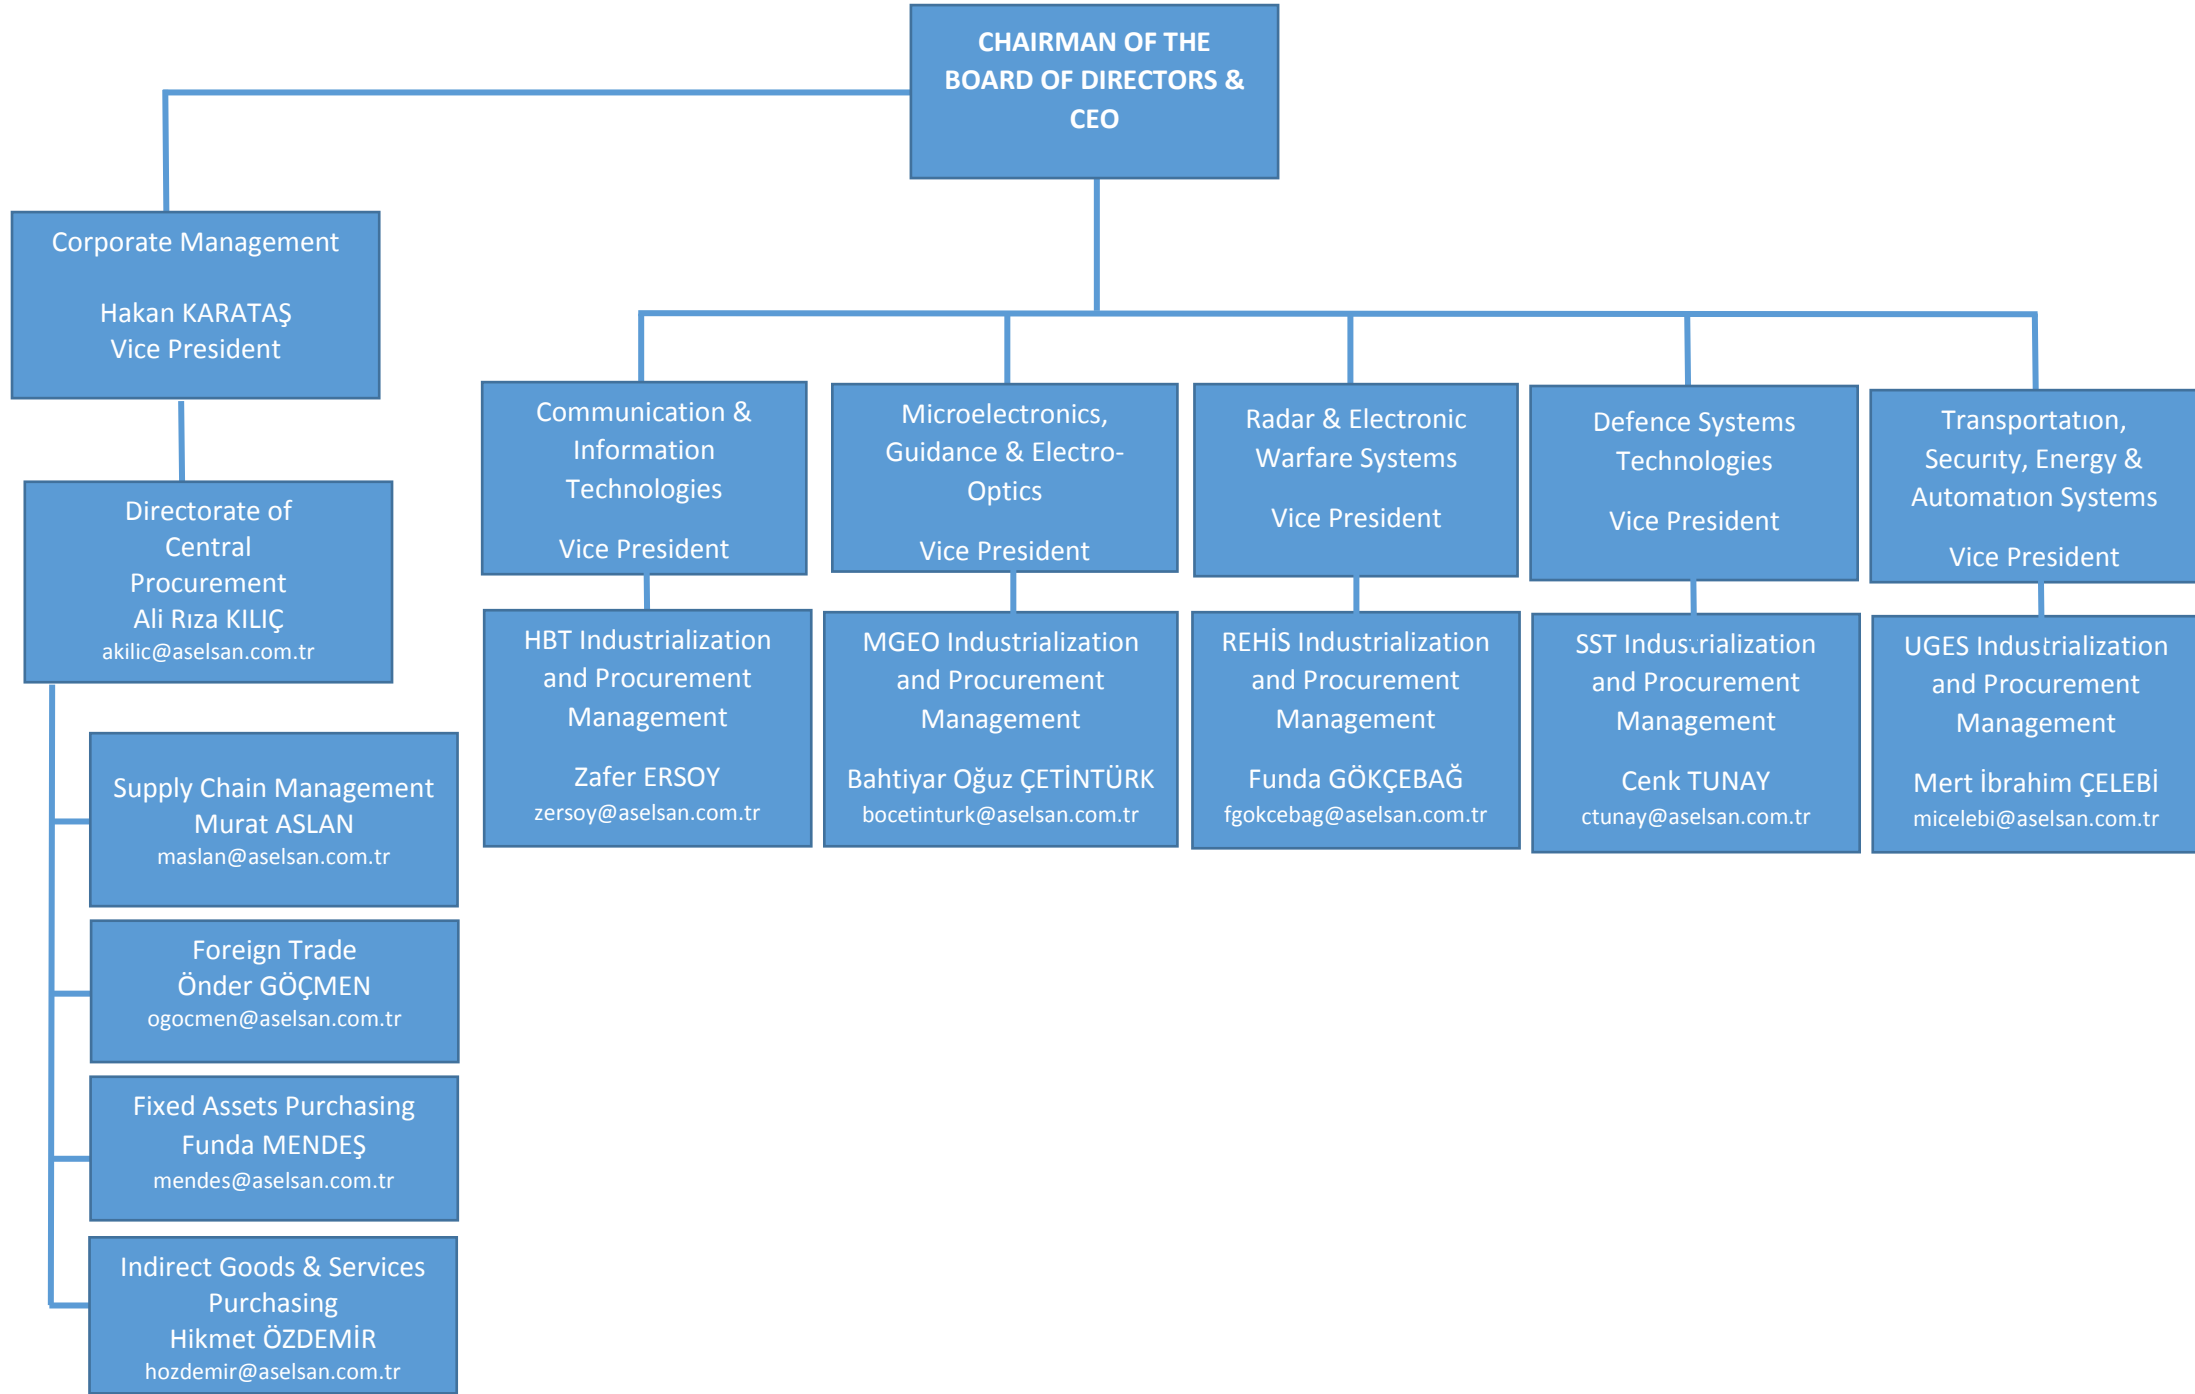 CHAIRMAN OF THE
BOARD OF DIRECTORS &
CEO
Corporate Management
Hakan KARATAŞ
Vice President
Directorate of
Central
Procurement
Ali Rıza KILIÇ
akilic@aselsan.com.tr
Supply Chain Management
Murat ASLAN
maslan@aselsan.com.tr
Foreign Trade
Önder GÖÇMEN
ogocmen@aselsan.com.tr
Fixed Assets Purchasing
Funda MENDEŞ
mendes@aselsan.com.tr
Indirect Goods & Services
Purchasing
Hikmet ÖZDEMİR
hozdemir@aselsan.com.tr
Communication &
Information
Technologies
Vice President
HBT Industrialization
and Procurement
Management
Zafer ERSOY
zersoy@aselsan.com.tr
Microelectronics,
Guidance & Electro-
Optics
Vice President
MGEO Industrialization
and Procurement
Management
Bahtiyar Oğuz ÇETİNTÜRK
bocetinturk@aselsan.com.tr
Radar & Electronic
Warfare Systems
Vice President
REHİS Industrialization
and Procurement
Management
Funda GÖKÇEBAĞ
fgokcebag@aselsan.com.tr
Defence Systems
Technologies
Vice President
SST Industrialization
and Procurement
Management
Cenk TUNAY
ctunay@aselsan.com.tr
Transportatıon,
Securıty, Energy &
Automatıon Systems
Vice President
UGES Industrialization
and Procurement
Management
Mert İbrahim ÇELEBİ
micelebi@aselsan.com.tr